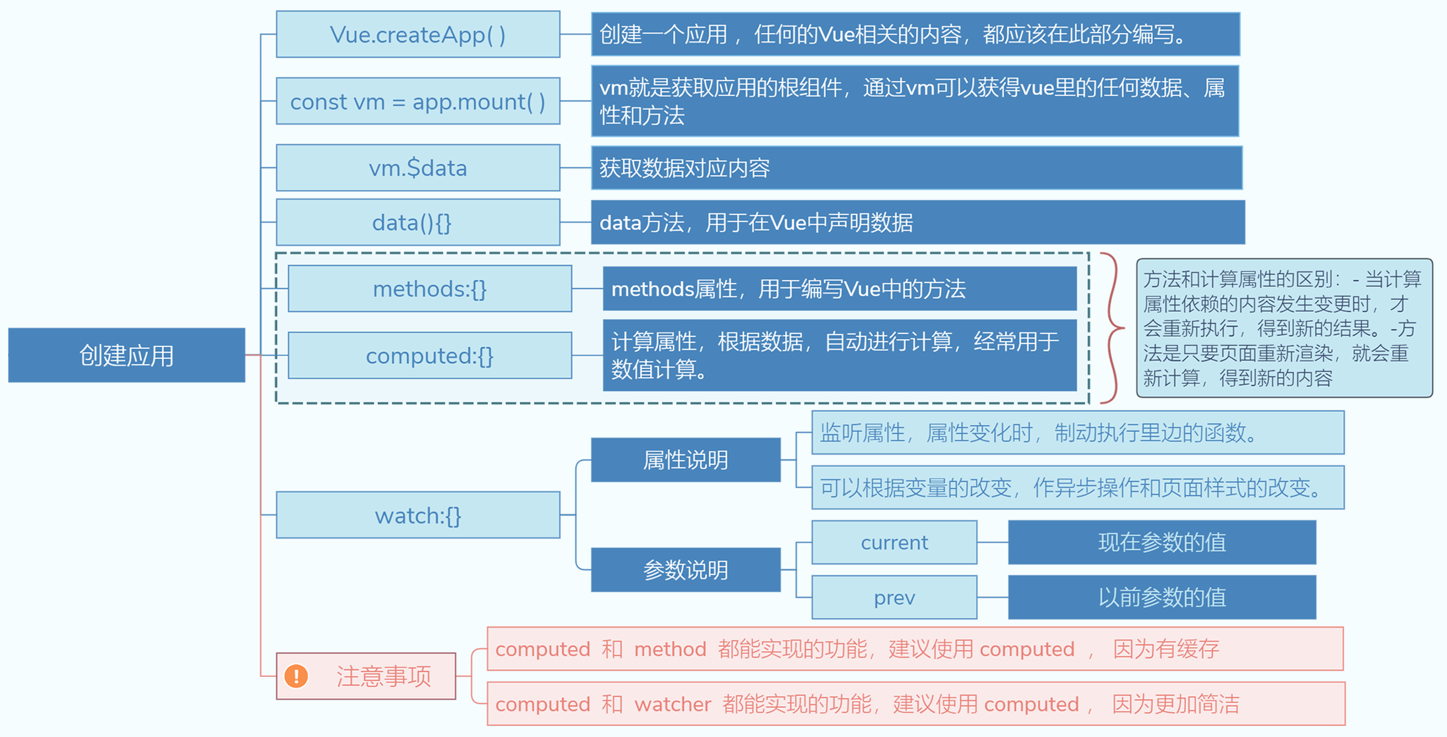 Vue.createApp( )
创建一个应用 ，任何的Vue相关的内容，都应该在此部分编写。
const vm = app.mount( )
vm就是获取应用的根组件，通过vm可以获得vue里的任何数据、属
性和方法
vm.$data
获取数据对应内容
data(){}
data方法，用于在Vue中声明数据
methods:{}
methods属性，用于编写Vue中的方法
computed:{}
计算属性，根据数据，自动进行计算，经常用于
数值计算。
方法和计算属性的区别：- 当计算
属性依赖的内容发生变更时，才
会重新执行，得到新的结果。-方
法是只要页面重新渲染，就会重
新计算，得到新的内容
创建应用
watch:{}
属性说明
监听属性，属性变化时，制动执行里边的函数。
可以根据变量的改变，作异步操作和页面样式的改变。
参数说明
current
现在参数的值
prev
以前参数的值
! 注意事项
computed 和 method 都能实现的功能，建议使用 computed ， 因为有缓存
computed 和 watcher 都能实现的功能，建议使用 computed ， 因为更加简洁